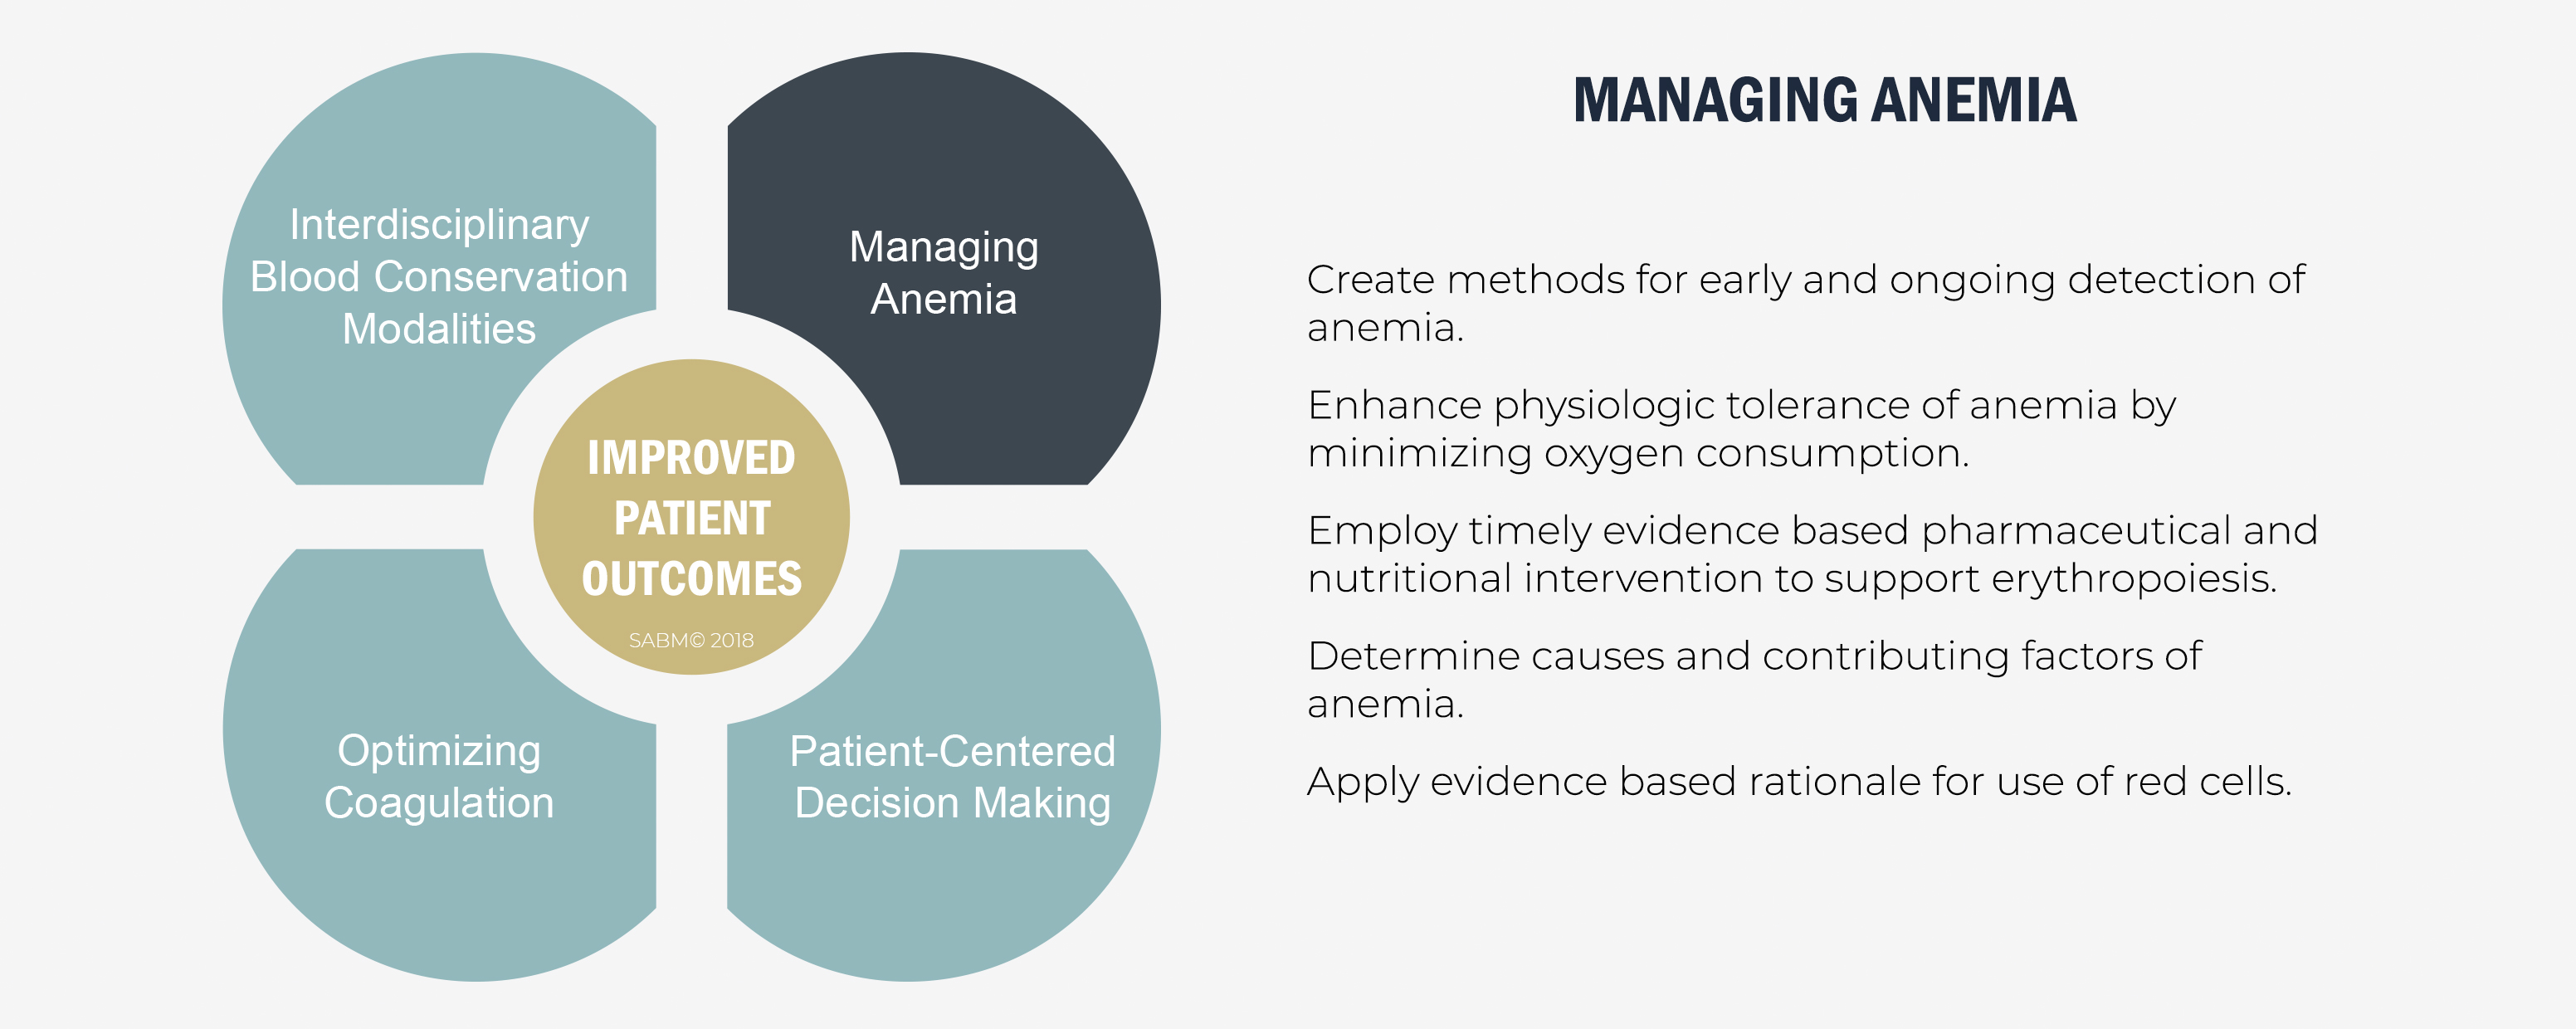 Interdisciplinary
Blood Conservation
Modalities
Managing
Anemia
IMPROVED
PATIENT
OUTCOMES
SABM© 2018
Optimizing
Coagulation
Patient-Centered
Decision Making
MANAGING ANEMIA
Create methods for early and ongoing detection of
anemia.
Enhance physiologic tolerance of anemia by
minimizing oxygen consumption.
Employ timely evidence based pharmaceutical and
nutritional intervention to support erythropoiesis.
Determine causes and contributing factors of
anemia.
Apply evidence based rationale for use of red cells.